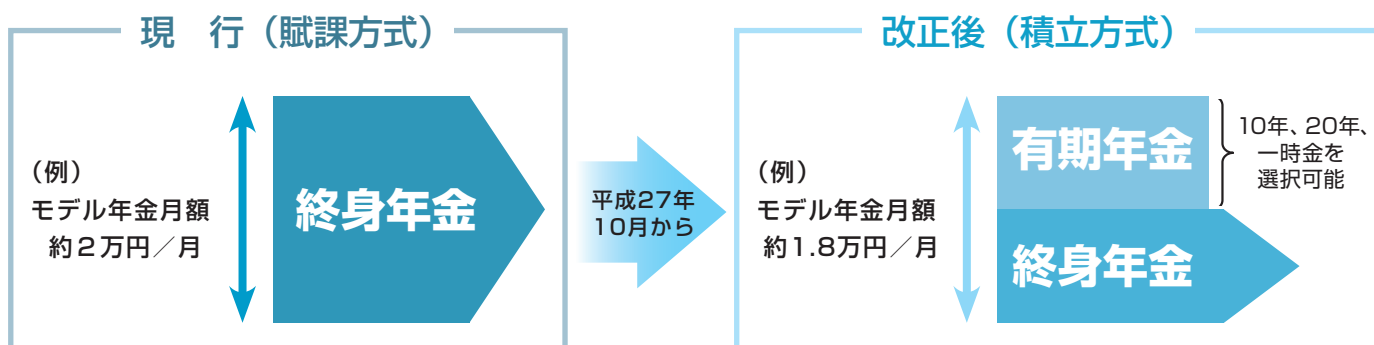 現　行（賦課方式）
（例）
モデル年金月額
約２万円／月
終身年金
平成27年
10月から
改正後（積立方式）
（例）
モデル年金月額
約1.8万円／月
有期年金
10年、20年、
一時金を
選択可能
終身年金